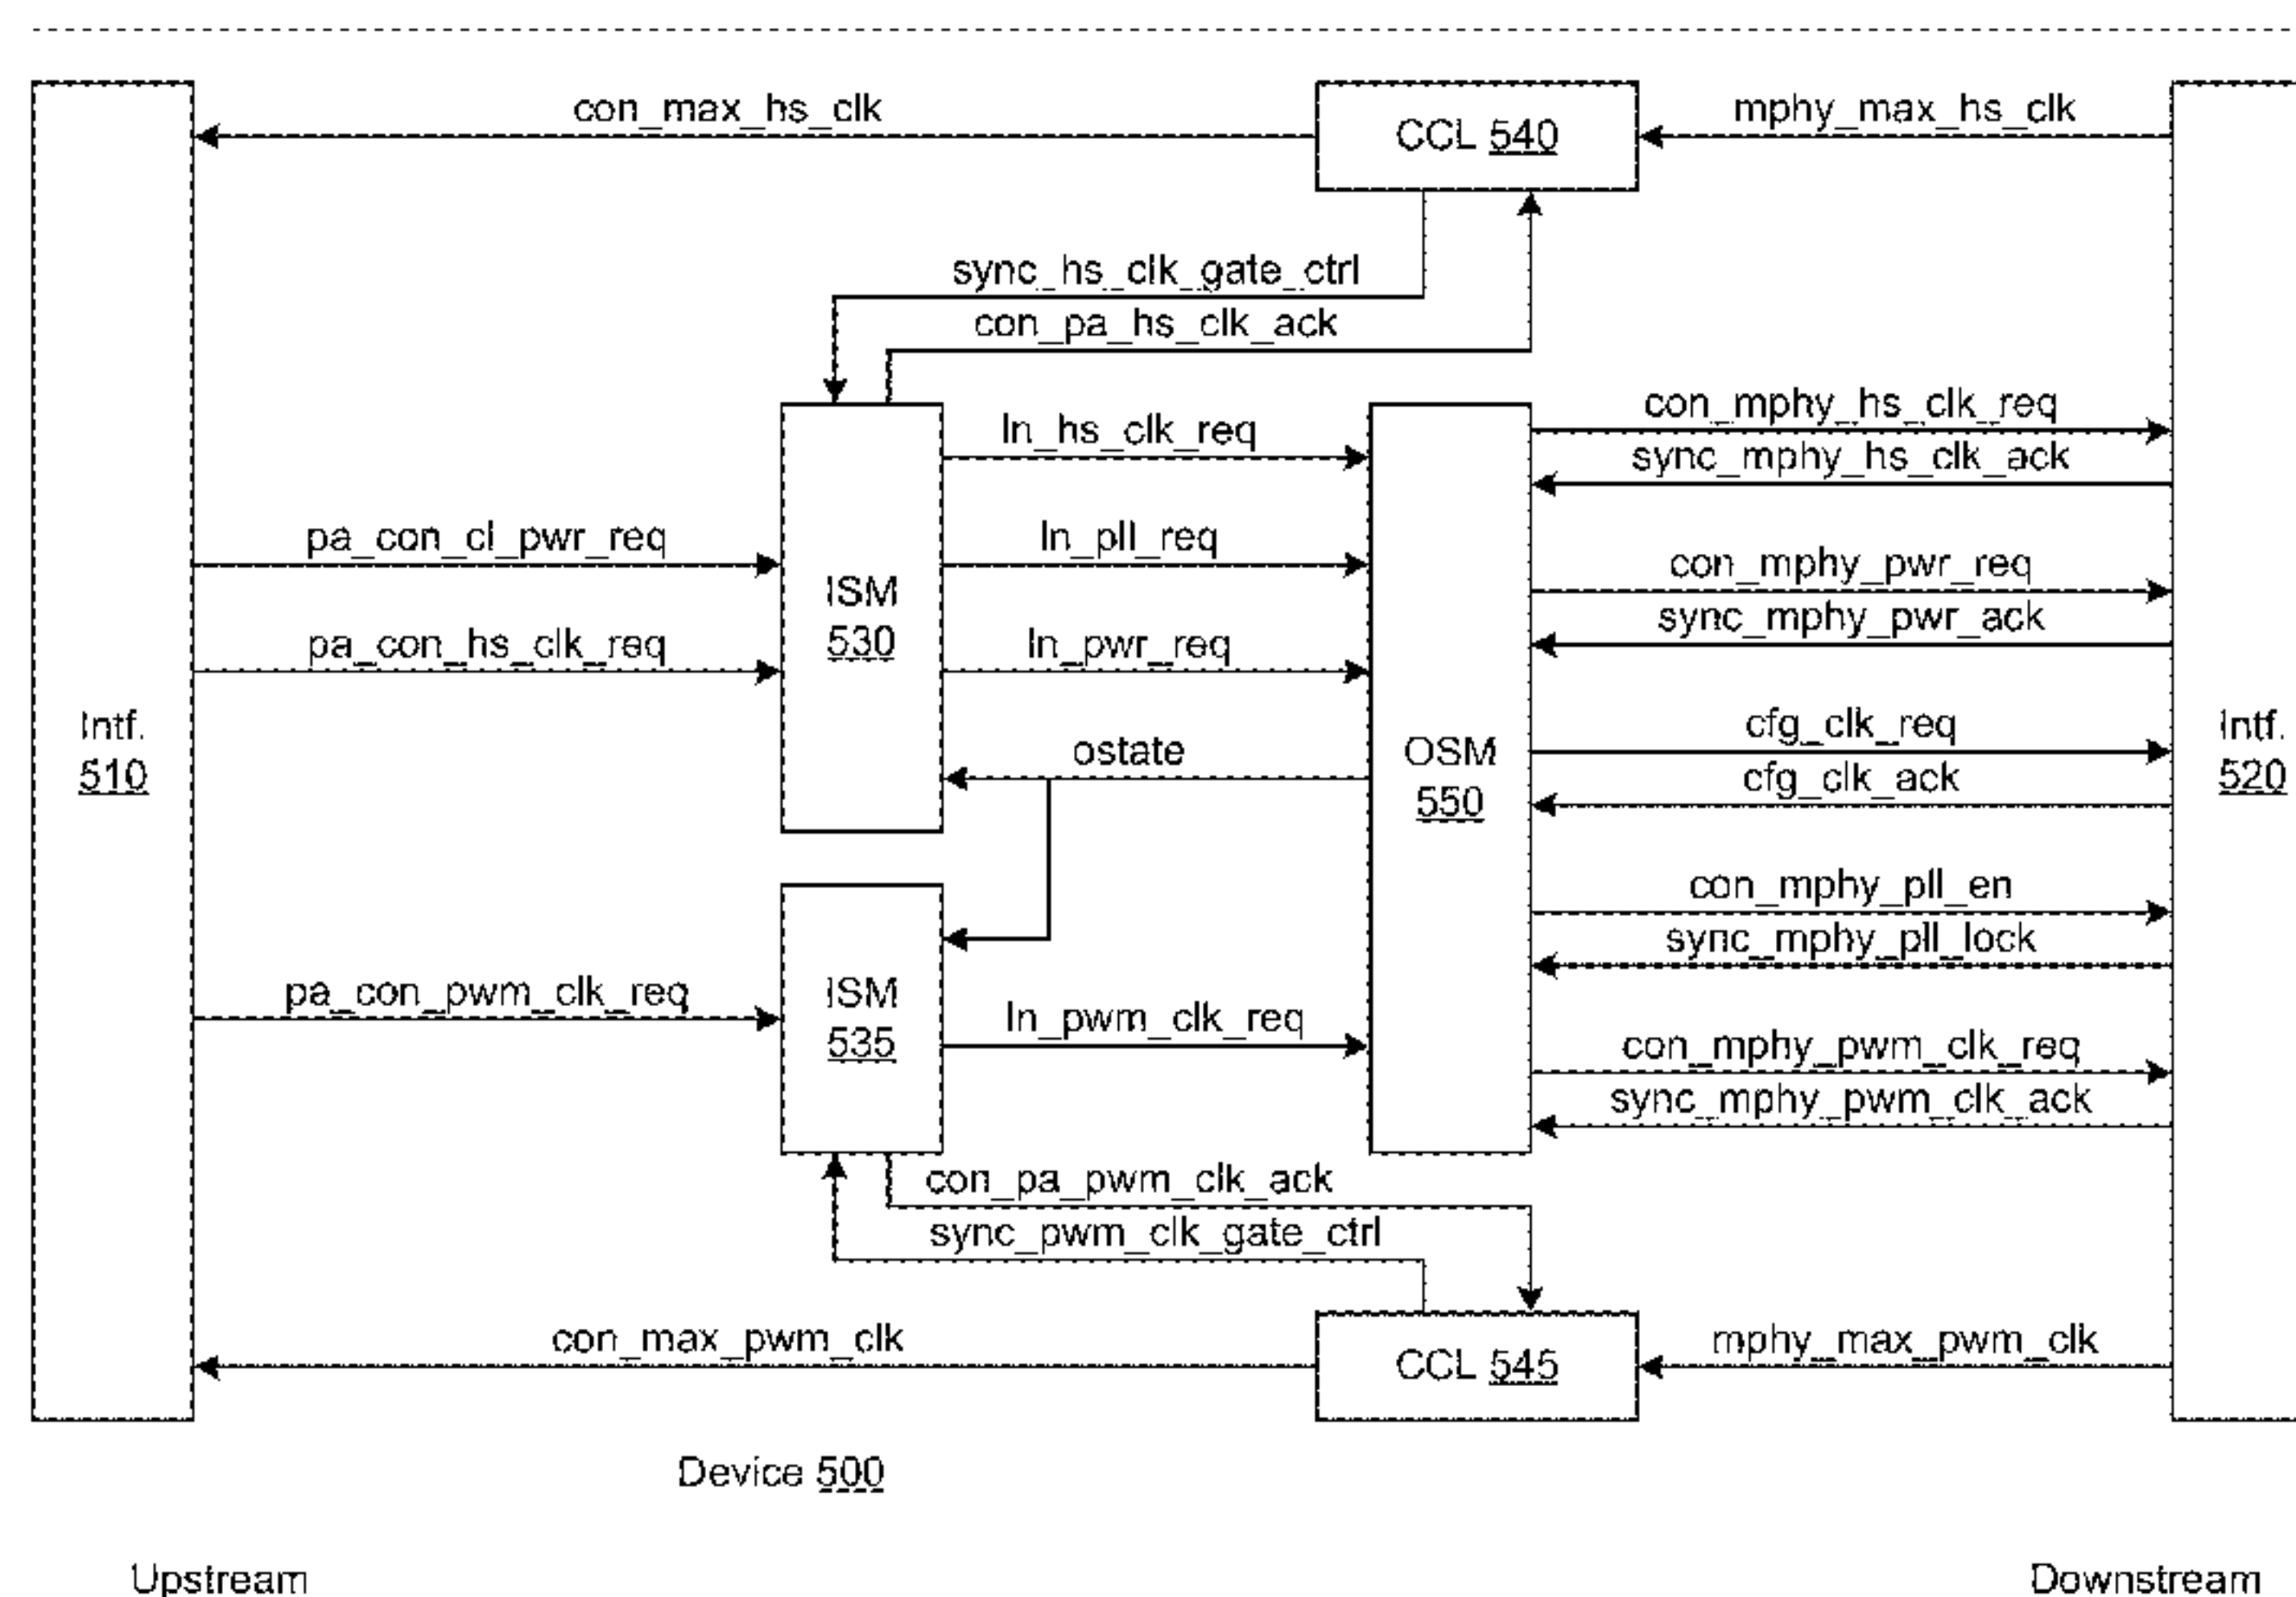 con_max_hs_clk
CCL 540
mphy_max_hs_clk
sync_hs_clk_gate_ctrl
con_pa_hs_clk_ack
ln_hs_clk_req
con_mphy_hs_clk_req
sync_mphy_hs_clk_ack
pa_con_cl_pwr_req
ISM
530
ln_pll_req
con_mphy_pwr_req
sync_mphy_pwr_ack
pa_con_hs_clk_req
ln_pwr_req
Intf.
510
ostate
OSM
550
cfg_clk_req
cfg_clk_ack
Intf.
520
con_mphy_pll_en
sync_mphy_pll_lock
pa_con_pwm_clk_req
ISM
535
ln_pwm_clk_req
con_mphy_pwm_clk_req
sync_mphy_pwm_clk_ack
con_pa_pwm_clk_ack
sync_pwm_clk_gate_ctrl
con_max_pwm_clk
CCL 545
mphy_max_pwm_clk
Device 500
Upstream
Downstream